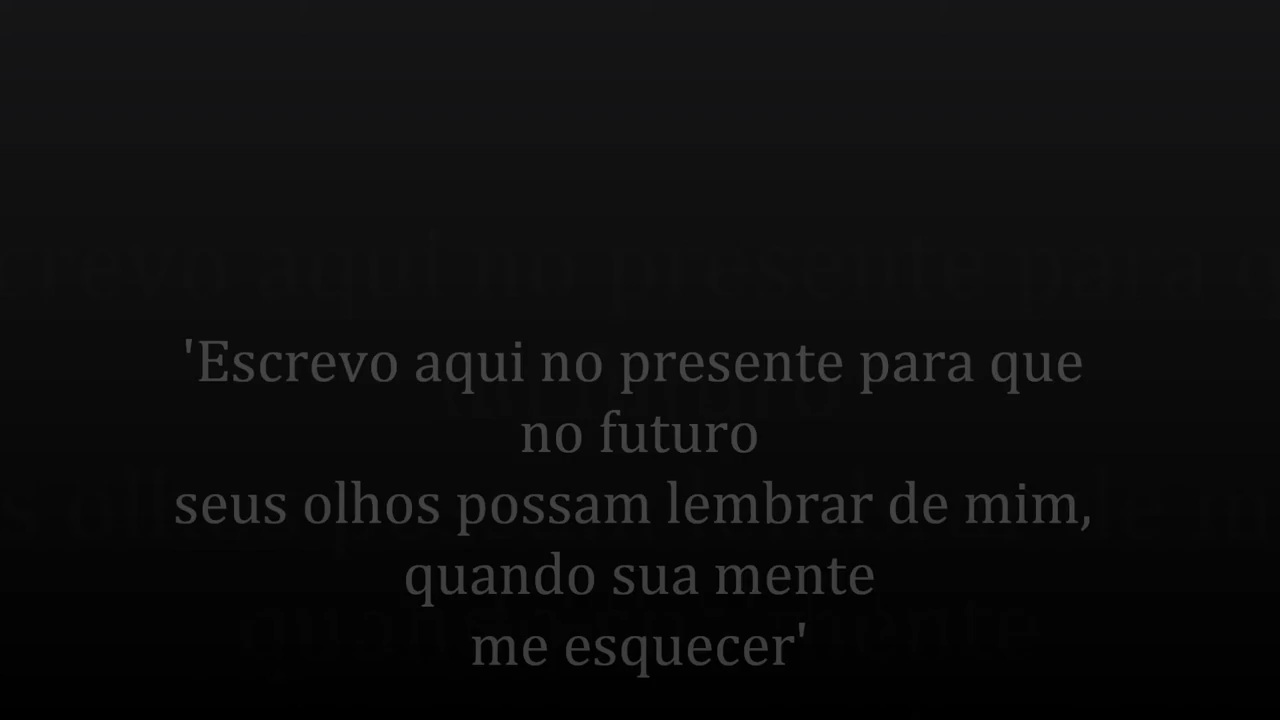 'Escrevo aqui no presente para que
no futuro
seus olhos possam lembrar de mim,
quando sua mente
me esquecer'